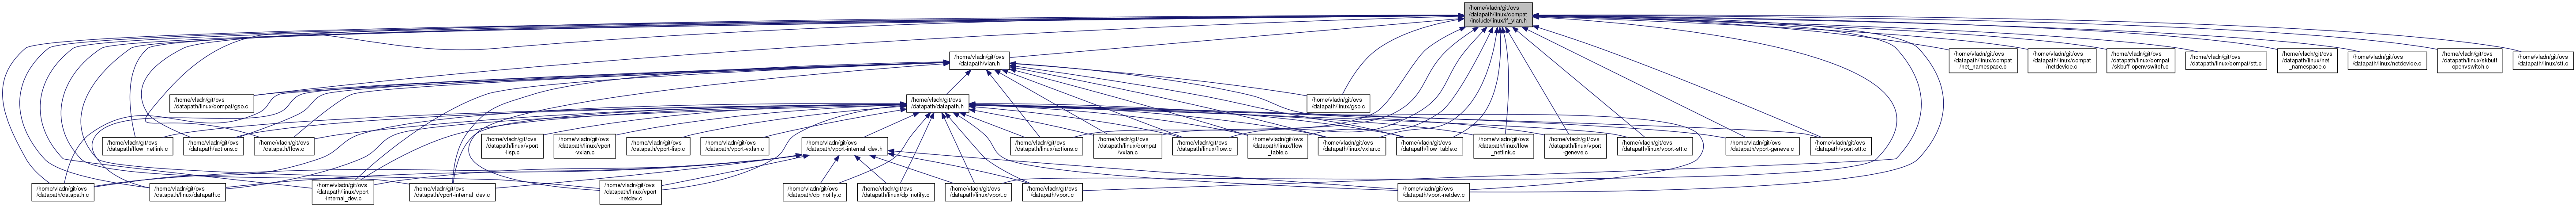 /home/vladn/git/ovs
/datapath/linux/compat
/include/linux/if_vlan.h
/home/vladn/git/ovs
/datapath/vlan.h
/home/vladn/git/ovs
/datapath/linux/compat
/net_namespace.c
/home/vladn/git/ovs
/datapath/linux/compat
/netdevice.c
/home/vladn/git/ovs
/datapath/linux/compat
/skbuff-openvswitch.c
/home/vladn/git/ovs
/datapath/linux/compat/stt.c
/home/vladn/git/ovs
/datapath/linux/net
_namespace.c
/home/vladn/git/ovs
/datapath/linux/netdevice.c
/home/vladn/git/ovs
/datapath/linux/skbuff
-openvswitch.c
/home/vladn/git/ovs
/datapath/linux/stt.c
/home/vladn/git/ovs
/datapath/linux/compat/gso.c
/home/vladn/git/ovs
/datapath/datapath.h
/home/vladn/git/ovs
/datapath/linux/gso.c
/home/vladn/git/ovs
/datapath/flow_netlink.c
/home/vladn/git/ovs
/datapath/actions.c
/home/vladn/git/ovs
/datapath/flow.c
/home/vladn/git/ovs
/datapath/linux/vport
-lisp.c
/home/vladn/git/ovs
/datapath/linux/vport
-vxlan.c
/home/vladn/git/ovs
/datapath/vport-lisp.c
/home/vladn/git/ovs
/datapath/vport-vxlan.c
/home/vladn/git/ovs
/datapath/vport-internal_dev.h
/home/vladn/git/ovs
/datapath/linux/actions.c
/home/vladn/git/ovs
/datapath/linux/compat
/vxlan.c
/home/vladn/git/ovs
/datapath/linux/flow.c
/home/vladn/git/ovs
/datapath/linux/flow
_table.c
/home/vladn/git/ovs
/datapath/linux/vxlan.c
/home/vladn/git/ovs
/datapath/flow_table.c
/home/vladn/git/ovs
/datapath/linux/flow
_netlink.c
/home/vladn/git/ovs
/datapath/linux/vport
-geneve.c
/home/vladn/git/ovs
/datapath/linux/vport-stt.c
/home/vladn/git/ovs
/datapath/vport-geneve.c
/home/vladn/git/ovs
/datapath/vport-stt.c
/home/vladn/git/ovs
/datapath/datapath.c
/home/vladn/git/ovs
/datapath/linux/datapath.c
/home/vladn/git/ovs
/datapath/linux/vport
-internal_dev.c
/home/vladn/git/ovs
/datapath/vport-internal_dev.c
/home/vladn/git/ovs
/datapath/linux/vport
-netdev.c
/home/vladn/git/ovs
/datapath/dp_notify.c
/home/vladn/git/ovs
/datapath/linux/dp_notify.c
/home/vladn/git/ovs
/datapath/linux/vport.c
/home/vladn/git/ovs
/datapath/vport.c
/home/vladn/git/ovs
/datapath/vport-netdev.c